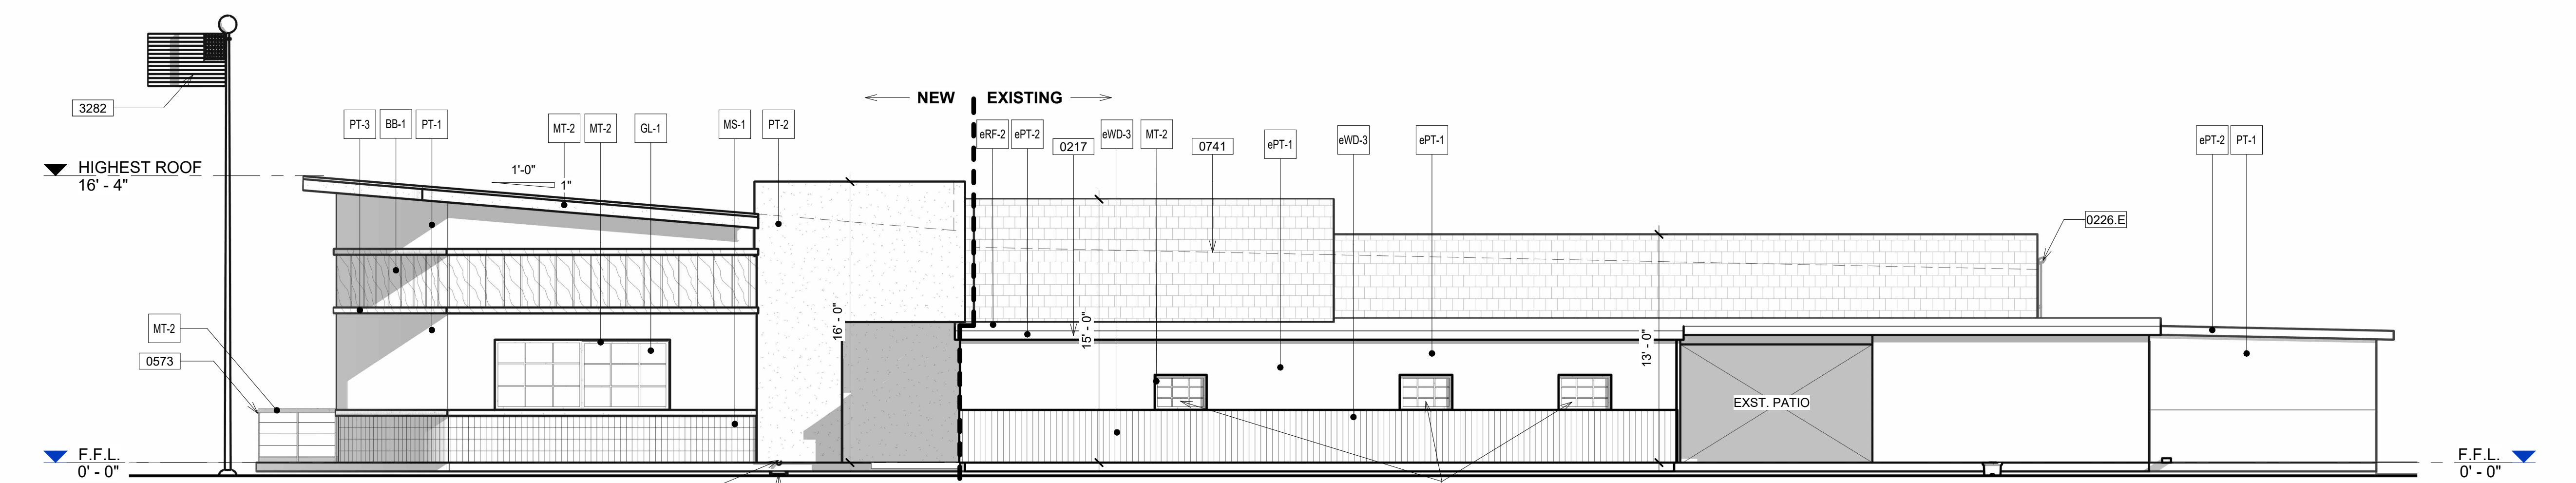 NEW EXISTING
3282
PT-3 BB-1 PT-1 MT-2 MT-2 GL-1 MS-1 PT-2 eRF-2 ePT-2 0217 eWD-3 MT-2 0741 ePT-1 eWD-3 ePT-1 ePT-2 PT-1
HIGHEST ROOF
16' - 4"
1'-0"
1"
0226.E
MT-2
0573
16' - 0"
15' - 0"
13' - 0"
EXST. PATIO
F.F.L.
0' - 0"
F.F.L.
0' - 0"